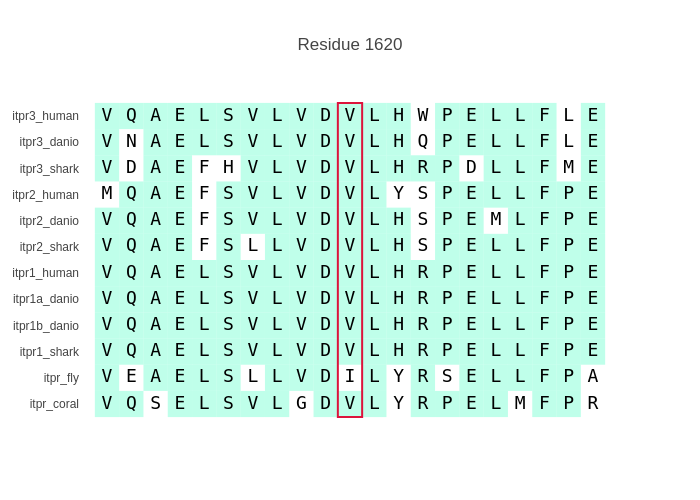 Residue 1620
itpr3_human V Q A E L S V L V D V L H W P E L L F L E
itpr3_danio V N A E L S V L V D V L H Q P E L L F L E
itpr3_shark V D A E F H V L V D V L H R P D L L F M E
itpr2_human M Q A E F S V L V D V L Y S P E L L F P E
itpr2_danio V Q A E F S V L V D V L H S P E M L F P E
itpr2_shark V Q A E F S L L V D V L H S P E L L F P E
itpr1_human V Q A E L S V L V D V L H R P E L L F P E
itpr1a_danio V Q A E L S V L V D V L H R P E L L F P E
itpr1b_danio V Q A E L S V L V D V L H R P E L L F P E
itpr1_shark V Q A E L S V L V D V L H R P E L L F P E
itpr_fly V E A E L S L L V D I L Y R S E L L F P A
itpr_coral V Q S E L S V L G D V L Y R P E L M F P R